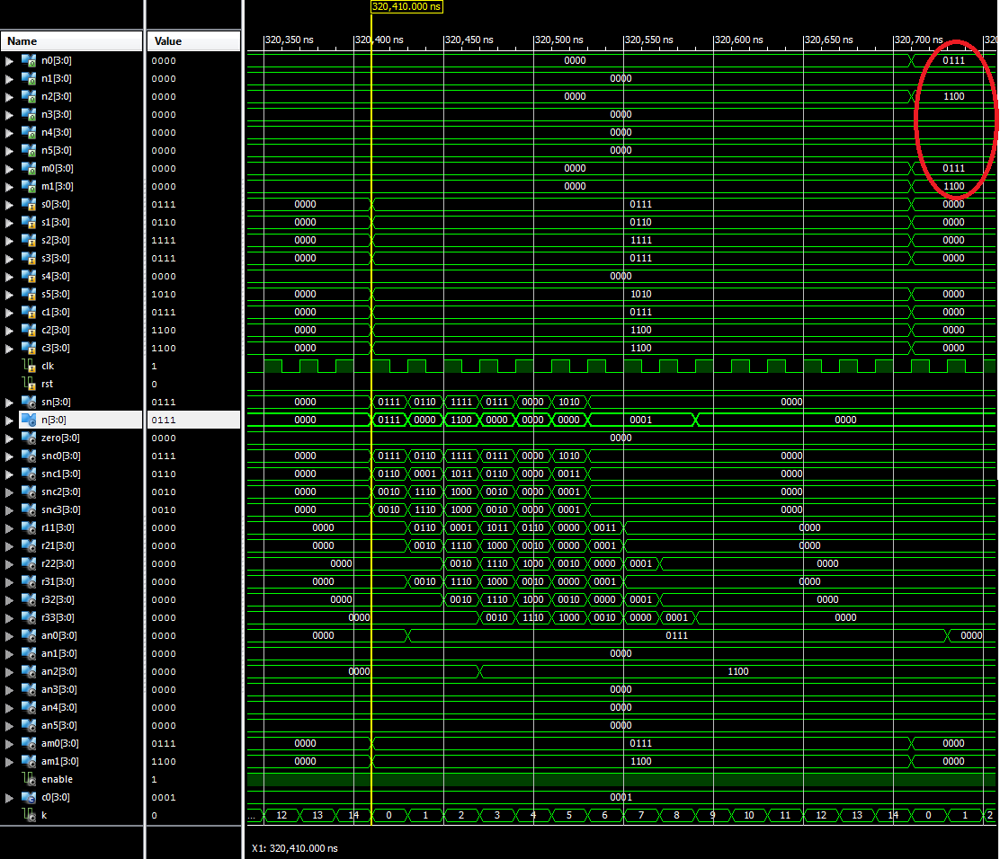 320,410.000 ns
Name Value 320,350 ns 320,400 ns 320,450 ns 320,500 ns 320,550 ns 320,600 ns 320,650 ns 320,700 ns 320
n0[3:0] 0000 0000 0111
n1[3:0] 0000 0000
n2[3:0] 0000 0000 1100
n3[3:0] 0000 0000
n4[3:0] 0000 0000
n5[3:0] 0000 0000
m0[3:0] 0000 0000 0111
m1[3:0] 0000 0000 1100
s0[3:0] 0111 0000 0111 0000
s1[3:0] 0110 0000 0110 0000
s2[3:0] 1111 0000 1111 0000
s3[3:0] 0111 0000 0111 0000
s4[3:0] 0000 0000
s5[3:0] 1010 0000 1010 0000
c1[3:0] 0111 0000 0111 0000
c2[3:0] 1100 0000 1100 0000
c3[3:0] 1100 0000 1100 0000
clk 1
rst 0
sn[3:0] 0111 0000 0111 0110 1111 0111 0000 1010 0000
n[3:0] 0111 0000 0111 0000 1100 0000 0000 0000 0001 0000
zero[3:0] 0000 0000
snc0[3:0] 0111 0000 0111 0110 1111 0111 0000 1010 0000
snc1[3:0] 0110 0000 0110 0001 1011 0110 0000 0011 0000
snc2[3:0] 0010 0000 0010 1110 1000 0010 0000 0001 0000
snc3[3:0] 0010 0000 0010 1110 1000 0010 0000 0001 0000
r11[3:0] 0000 0000 0110 0001 1011 0110 0000 0011 0000
r21[3:0] 0000 0000 0010 1110 1000 0010 0000 0001 0000
r22[3:0] 0000 0000 0010 1110 1000 0010 0000 0001 0000
r31[3:0] 0000 0000 0010 1110 1000 0010 0000 0001 0000
r32[3:0] 0000 0000 0010 1110 1000 0010 0000 0001 0000
r33[3:0] 0000 0000 0010 1110 1000 0010 0000 0001 0000
an0[3:0] 0000 0000 0111 0000
an1[3:0] 0000 0000
an2[3:0] 0000 0000 1100
an3[3:0] 0000 0000
an4[3:0] 0000 0000
an5[3:0] 0000 0000
am0[3:0] 0111 0000 0111 0000
am1[3:0] 1100 0000 1100 0000
enable 1
c0[3:0] 0001 0001
k 0 ... 12 13 14 0 1 2 3 4 5 6 7 8 9 10 11 12 13 14 0 1 2
X1: 320,410.000 ns